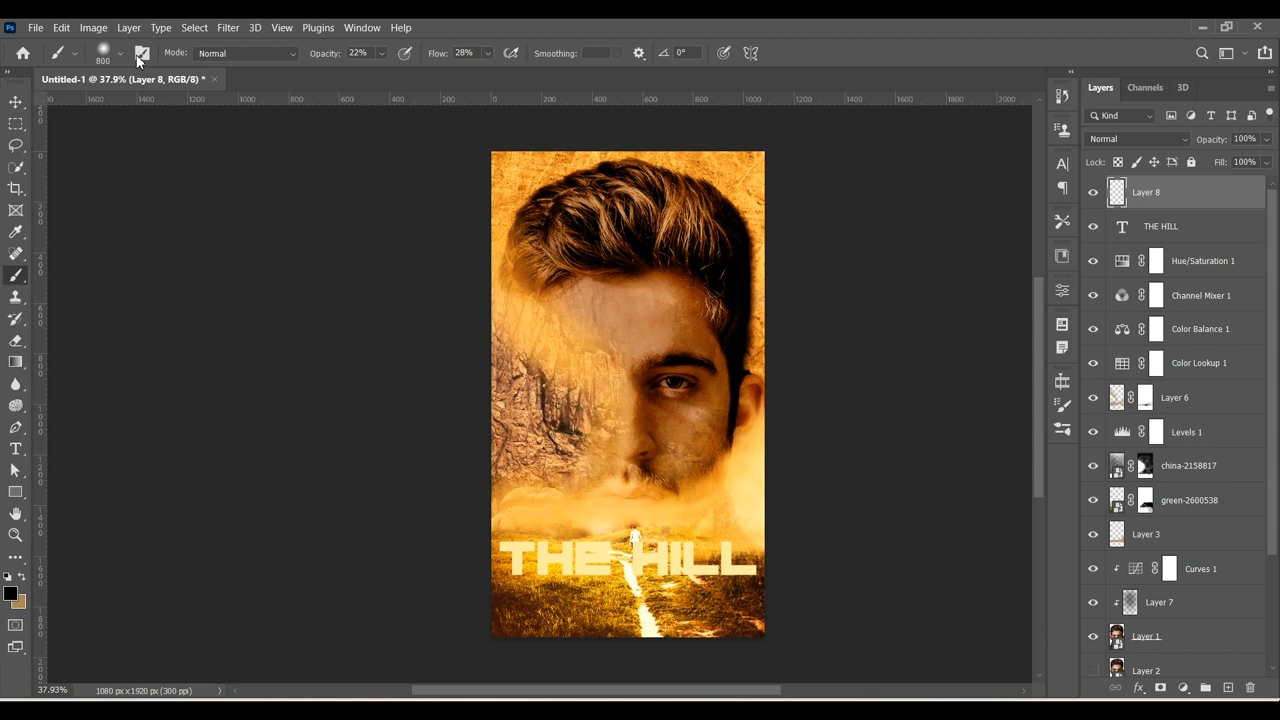 Ps File Edit Image Layer Type Select Filter 3D View Plugins Window Help
800 Mode: Normal Opacity: 22% Flow: 28% Smoothing: 0°
Untitled-1 @ 37.9% (Layer 8, RGB/8) *
1600 1400 1200 1000 800 600 400 200 0 200 400 600 800 1000 1200 1400 1600 1800 2000
Layers Channels 3D
Kind
Normal Opacity: 100%
Lock: Fill: 100%
Layer 8
THE HILL
Hue/Saturation 1
Channel Mixer 1
Color Balance 1
Color Lookup 1
Layer 6
Levels 1
china-2158817
green-2600538
Layer 3
Curves 1
Layer 7
Layer 1
Layer 2
THE HILL
37.93% 1080 px x 1920 px (300 ppi)